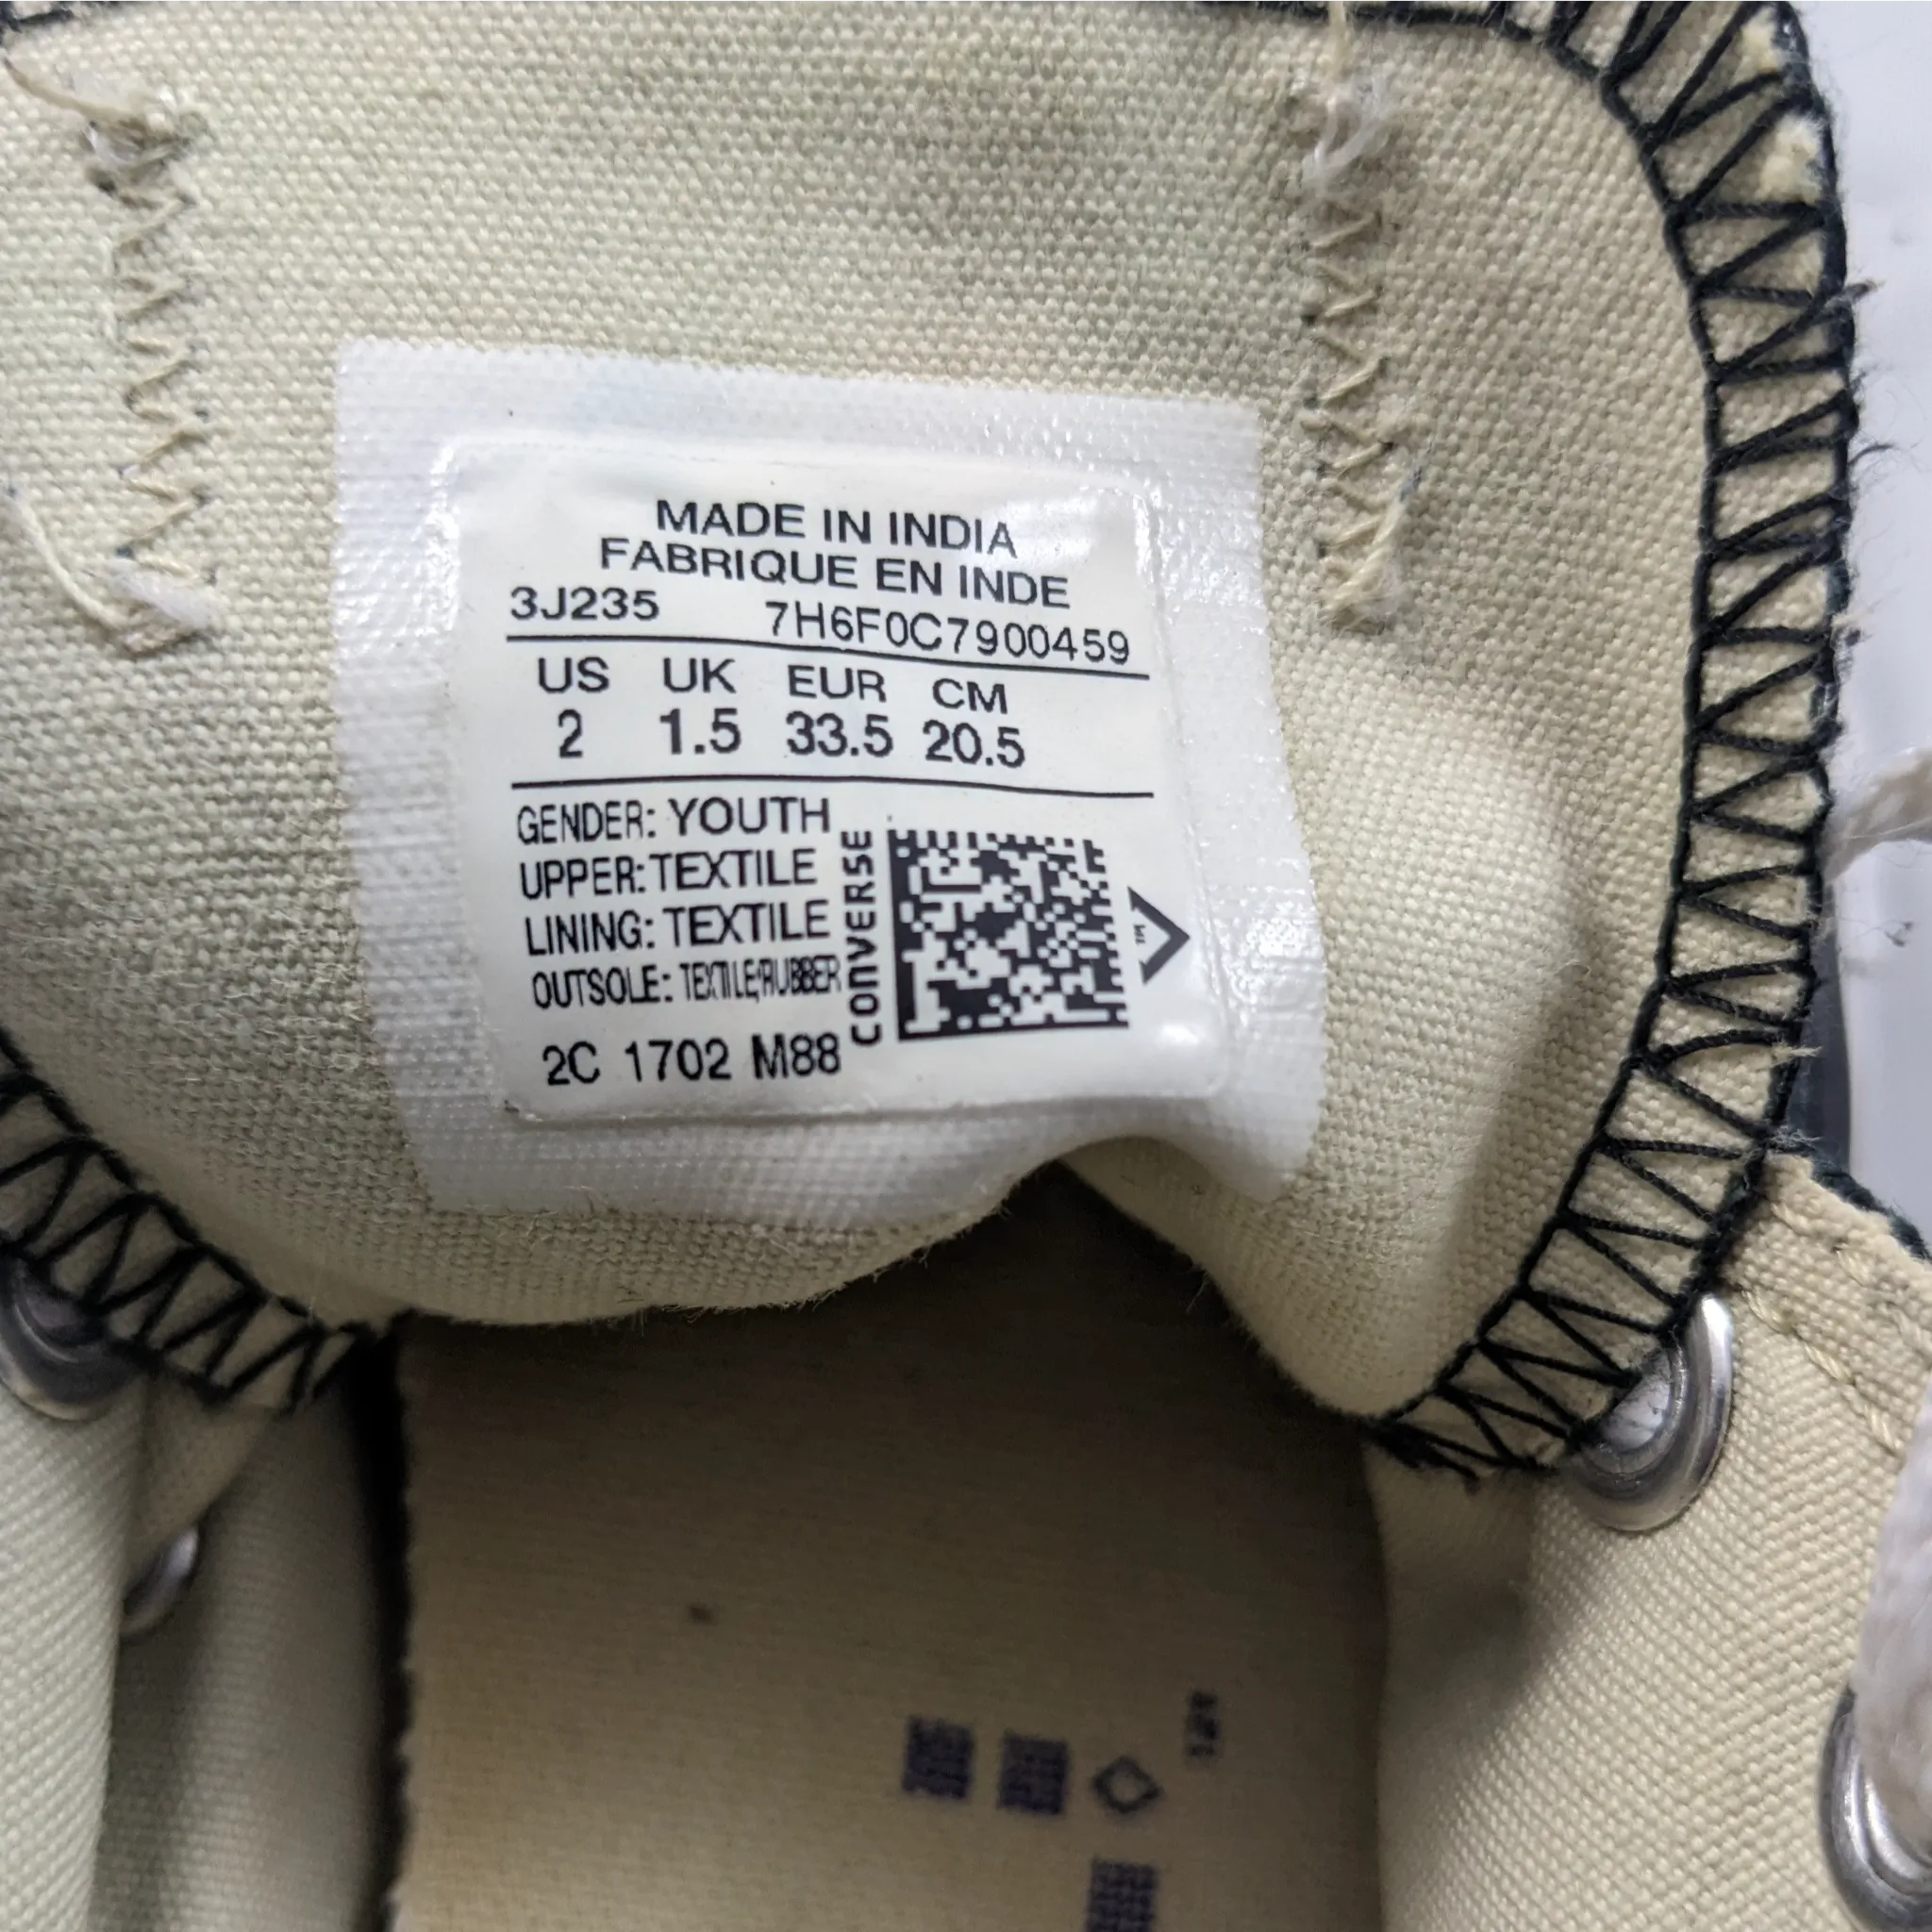 MADE IN INDIA
FABRIQUE EN INDE
3J235 7H6F0C7900459
US UK EUR CM
2 1.5 33.5 20.5
GENDER: YOUTH
UPPER: TEXTILE
LINING: TEXTILE
OUTSOLE: TEXTILE/RUBBER
2C 1702 M88
CONVERSE